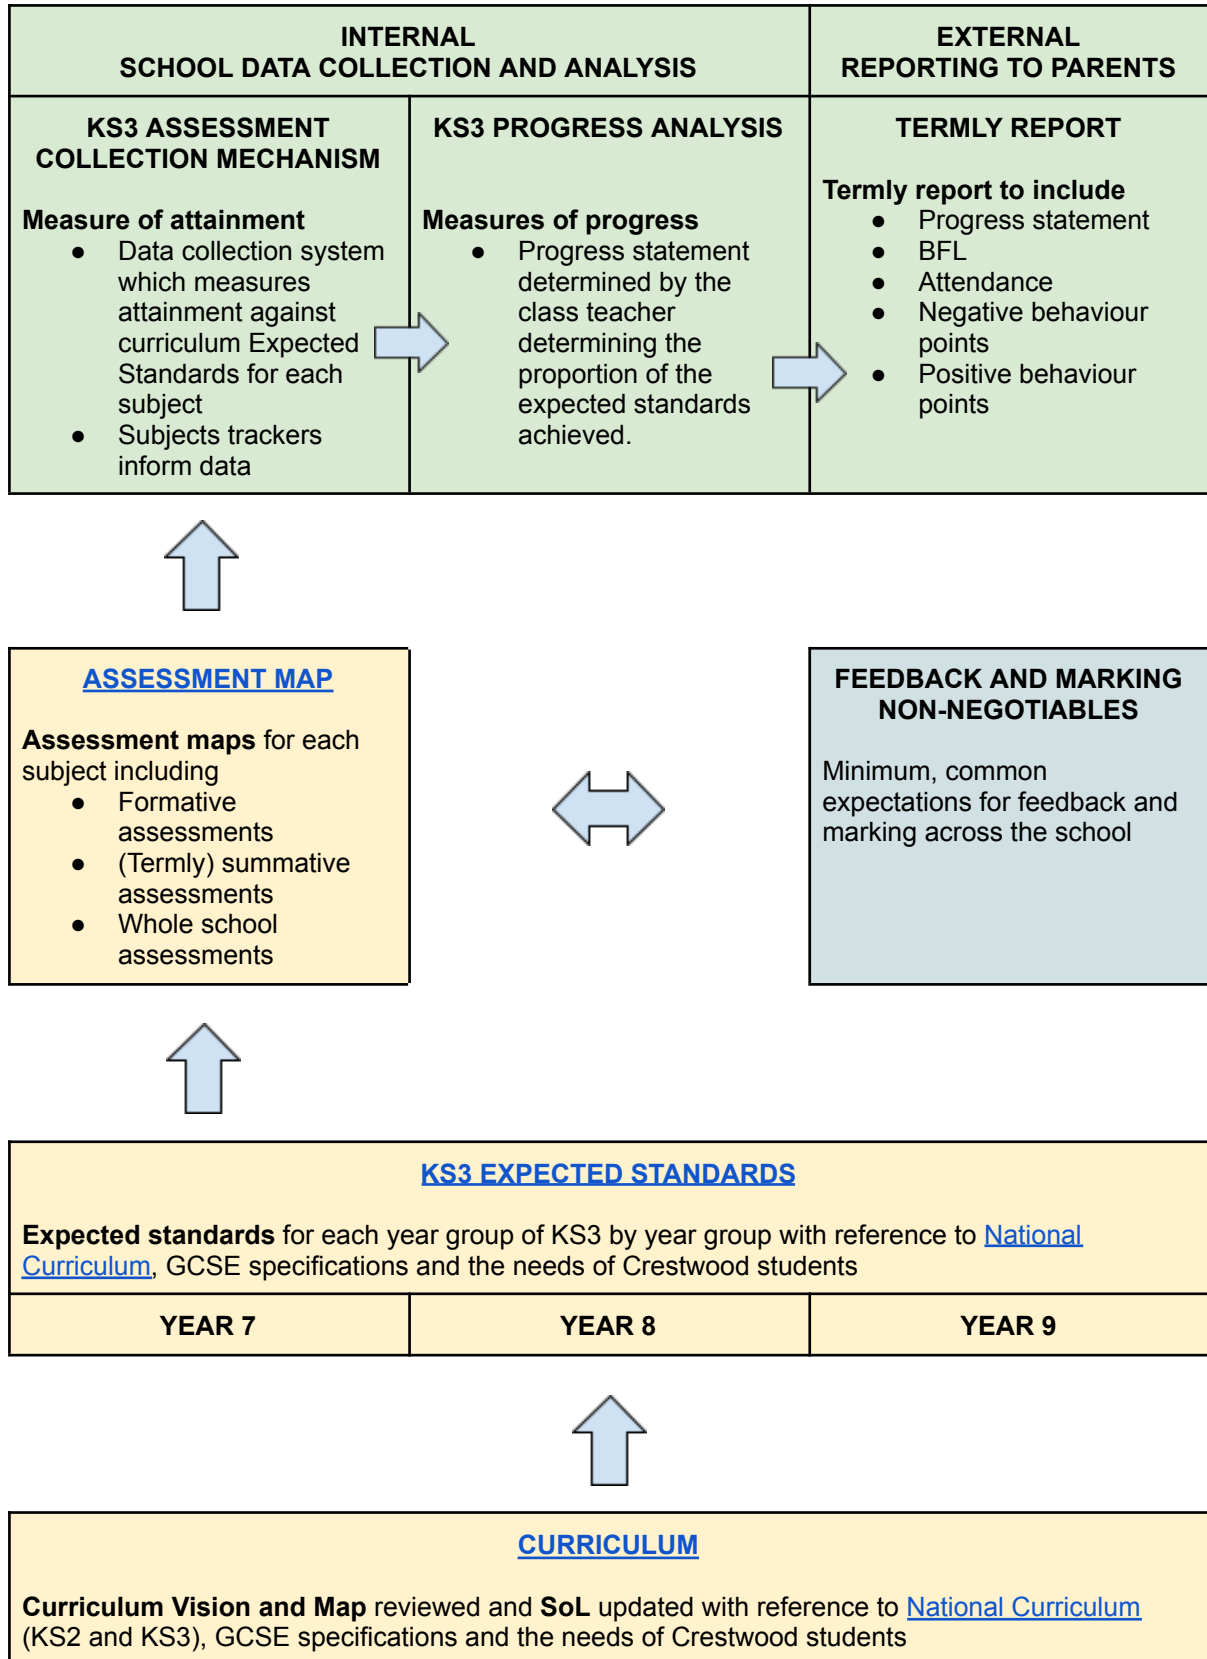 INTERNAL
SCHOOL DATA COLLECTION AND ANALYSIS
EXTERNAL
REPORTING TO PARENTS
KS3 ASSESSMENT
COLLECTION MECHANISM
Measure of attainment
● Data collection system
which measures
attainment against
curriculum Expected
Standards for each
subject
● Subjects trackers
inform data
KS3 PROGRESS ANALYSIS
Measures of progress
● Progress statement
determined by the
class teacher
determining the
proportion of the
expected standards
achieved.
TERMLY REPORT
Termly report to include
● Progress statement
● BFL
● Attendance
● Negative behaviour
points
● Positive behaviour
points
ASSESSMENT MAP
Assessment maps for each
subject including
● Formative
assessments
● (Termly) summative
assessments
● Whole school
assessments
FEEDBACK AND MARKING
NON-NEGOTIABLES
Minimum, common
expectations for feedback and
marking across the school
KS3 EXPECTED STANDARDS
Expected standards for each year group of KS3 by year group with reference to National
Curriculum, GCSE specifications and the needs of Crestwood students
YEAR 7
YEAR 8
YEAR 9
CURRICULUM
Curriculum Vision and Map reviewed and SoL updated with reference to National Curriculum
(KS2 and KS3), GCSE specifications and the needs of Crestwood students